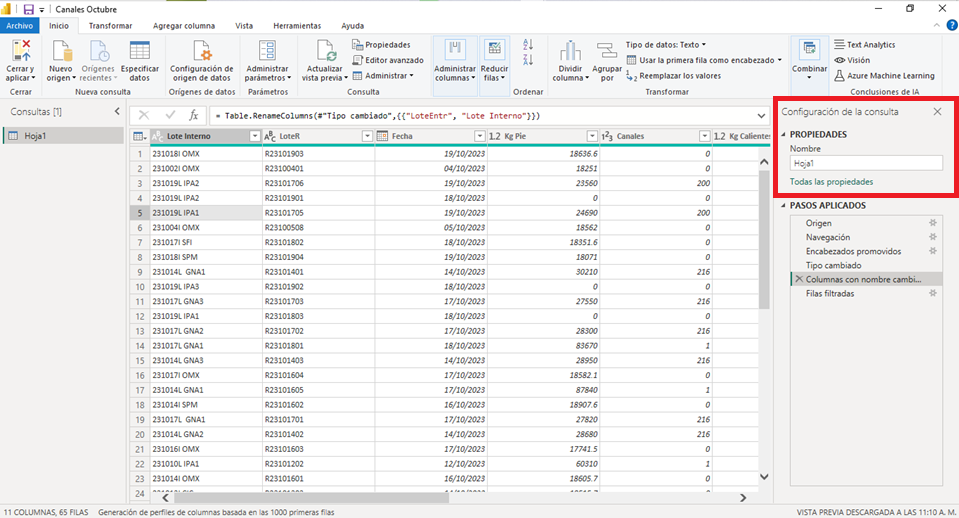 Canales Octubre
Archivo Inicio Transformar Agregar columna Vista Herramientas Ayuda
Cerrar y aplicar
Nuevo origen
Orígenes recientes
Especificar datos
Configuración de origen de datos
Administrar parámetros
Actualizar vista previa
Propiedades
Editor avanzado
Administrar
Administrar columnas
Reducir filas
Dividir columna
Agrupar por
Tipo de datos: Texto
Usar la primera fila como encabezado
Reemplazar los valores
Combinar
Text Analytics
Visión
Azure Machine Learning
Cerrar Nueva consulta Orígenes de datos Parámetros Consulta Ordenar Transformar Conclusiones de IA
Consultas [1]
Hoja1
fx = Table.RenameColumns(#"Tipo cambiado",{{"LoteEntr", "Lote Interno"}})
Lote Interno LoteR Fecha 1.2 Kg Pie 123 Canales 1.2 Kg Calientes
1 231018I OMX R23101903 19/10/2023 18636.6 0
2 231002I OMX R23100401 04/10/2023 18251 0
3 231019L IPA2 R23101706 19/10/2023 23560 200
4 231019L IPA2 R23101901 18/10/2023 0 0
5 231019L IPA1 R23101705 19/10/2023 24690 200
6 231004I OMX R23100508 05/10/2023 18562 0
7 231017I SFI R23101802 18/10/2023 18351.6 0
8 231018I SPM R23101904 19/10/2023 18071 0
9 231014L GNA1 R23101401 14/10/2023 30210 216
10 231019L IPA3 R23101902 18/10/2023 0 0
11 231017L GNA3 R23101703 17/10/2023 27550 216
12 231019L IPA1 R23101803 18/10/2023 0 0
13 231017L GNA2 R23101702 17/10/2023 28300 216
14 231017L GNA1 R23101801 18/10/2023 83670 1
15 231014L GNA3 R23101403 14/10/2023 28950 216
16 231016I OMX R23101604 17/10/2023 18582.1 0
17 231014L GNA1 R23101605 17/10/2023 87840 1
18 231014I SPM R23101602 16/10/2023 18907.6 0
19 231017L GNA1 R23101701 17/10/2023 27820 216
20 231014L GNA2 R23101402 14/10/2023 28680 216
21 231016I OMX R23101603 17/10/2023 17741.5 0
22 231010L IPA1 R23101202 12/10/2023 60310 1
23 231014I OMX R23101601 16/10/2023 18605.7 0
24
Configuración de la consulta
PROPIEDADES
Nombre
Hoja1
Todas las propiedades
PASOS APLICADOS
Origen
Navegación
Encabezados promovidos
Tipo cambiado
Columnas con nombre cambi...
Filas filtradas
11 COLUMNAS, 65 FILAS Generación de perfiles de columnas basada en las 1000 primeras filas VISTA PREVIA DESCARGADA A LAS 11:10 A. M.